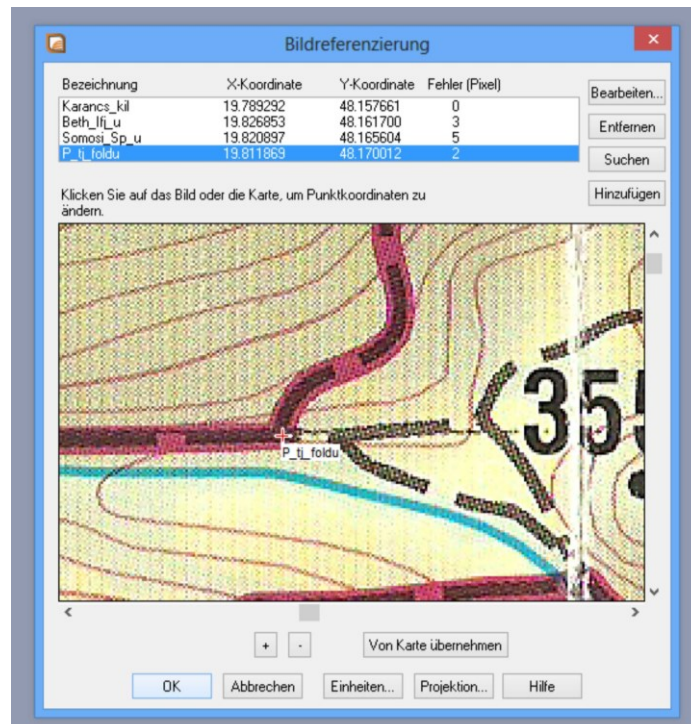 Bildreferenzierung
Bezeichnung X-Koordinate Y-Koordinate Fehler (Pixel)
Karancs_kil 19.789292 48.157661 0
Beth_Ifj_u 19.826853 48.161700 3
Somosi_Sp_u 19.820897 48.165604 5
P_tj_foldu 19.811869 48.170012 2
Bearbeiten...
Entfernen
Suchen
Hinzufügen
Klicken Sie auf das Bild oder die Karte, um Punktkoordinaten zu
ändern.
355
P_tj_foldu
+ - Von Karte übernehmen
OK Abbrechen Einheiten... Projektion... Hilfe